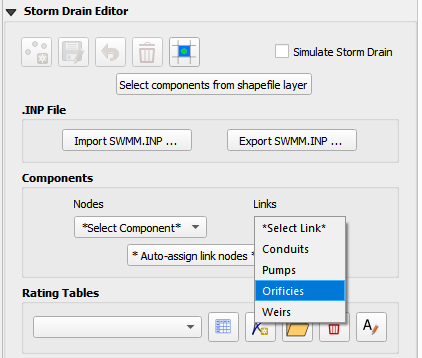 Storm Drain Editor
Simulate Storm Drain
Select components from shapefile layer
.INP File
Import SWMM.INP ...
Export SWMM.INP ...
Components
Nodes
Links
*Select Component*
*Select Link*
Conduits
* Auto-assign link nodes *
Pumps
Orificies
Rating Tables
Weirs